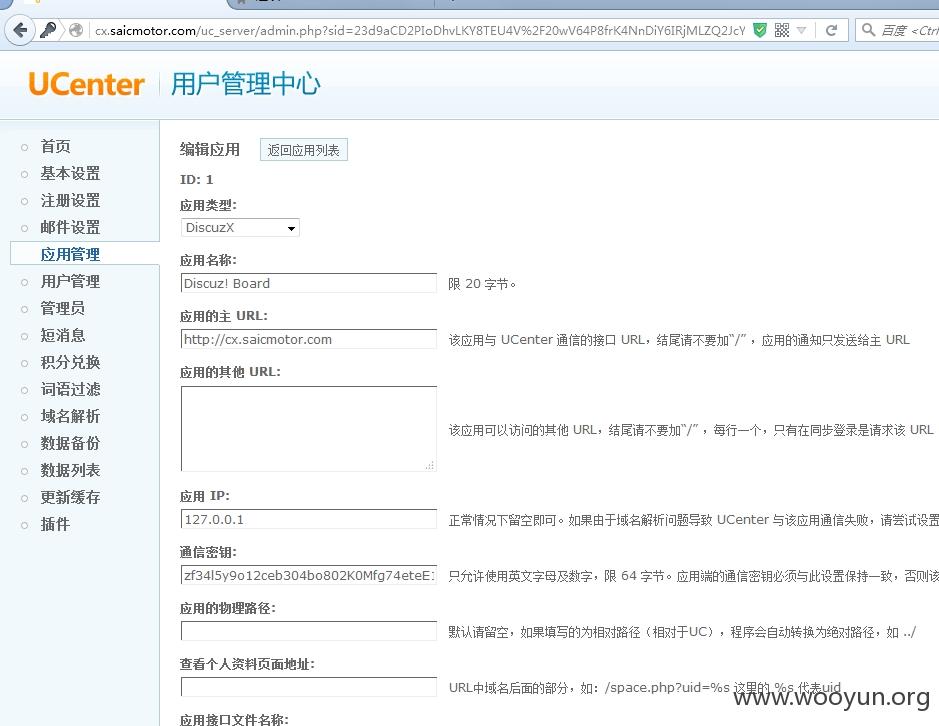 cx.saicmotor.com/uc_server/admin.php?sid=23d9aCD2PIoDhvLKY8TEU4V%2F20wV64P8frK4NnDiY6IRjMLZQ2JcY
百度 <Ctrl
UCenter 用户管理中心
首页
基本设置
注册设置
邮件设置
应用管理
用户管理
管理员
短消息
积分兑换
词语过滤
域名解析
数据备份
数据列表
更新缓存
插件
编辑应用 返回应用列表
ID: 1
应用类型:
DiscuzX
应用名称:
Discuz! Board 限 20 字节。
应用的主 URL:
http://cx.saicmotor.com 该应用与 UCenter 通信的接口 URL，结尾请不要加“/” ，应用的通知只发送给主 URL
应用的其他 URL:
该应用可以访问的其他 URL，结尾请不要加“/” ，每行一个，只有在同步登录是请求该 URL
应用 IP:
127.0.0.1 正常情况下留空即可。如果由于域名解析问题导致 UCenter 与该应用通信失败，请尝试设置
通信密钥:
zf34l5y9o12ceb304bo802K0Mfg74eteE1 只允许使用英文字母及数字，限 64 字节。应用端的通信密钥必须与此设置保持一致，否则该
应用的物理路径:
默认请留空，如果填写的为相对路径（相对于UC），程序会自动转换为绝对路径，如 ../
查看个人资料页面地址:
URL中域名后面的部分，如：/space.php?uid=%s 这里的 %s 代表uid
www.wooyun.org
应用接口文件名称: